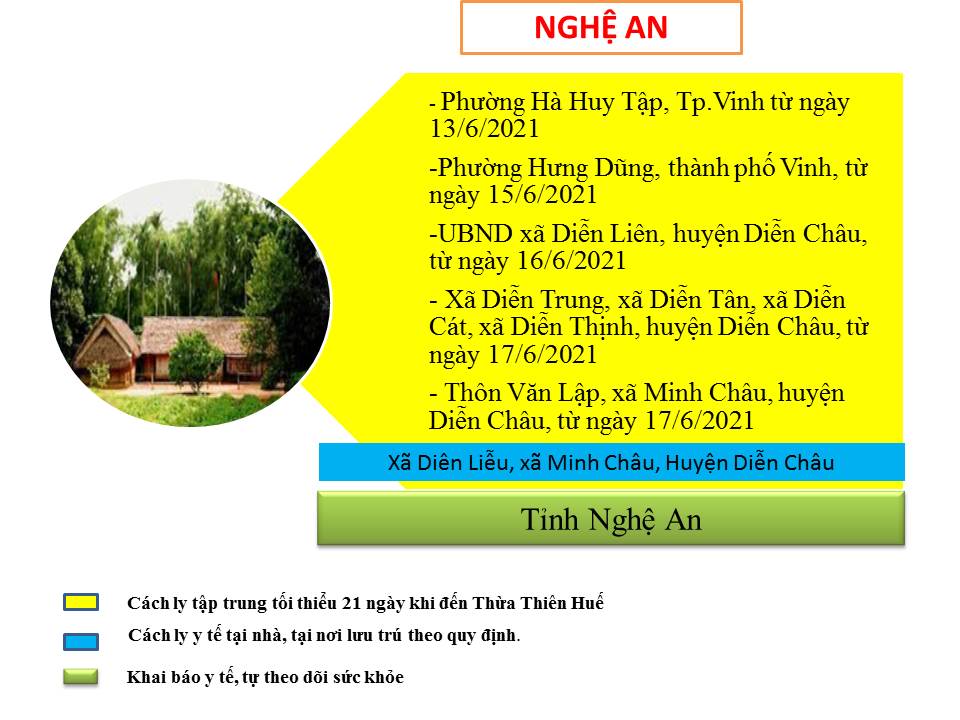 NGHỆ AN
- Phường Hà Huy Tập, Tp.Vinh từ ngày
13/6/2021
-Phường Hưng Dũng, thành phố Vinh, từ
ngày 15/6/2021
-UBND xã Diễn Liên, huyện Diễn Châu,
từ ngày 16/6/2021
- Xã Diễn Trung, xã Diễn Tân, xã Diễn
Cát, xã Diễn Thịnh, huyện Diễn Châu, từ
ngày 17/6/2021
- Thôn Văn Lập, xã Minh Châu, huyện
Diễn Châu, từ ngày 17/6/2021
Xã Diên Liễu, xã Minh Châu, Huyện Diễn Châu
Tỉnh Nghệ An
Cách ly tập trung tối thiểu 21 ngày khi đến Thừa Thiên Huế
Cách ly y tế tại nhà, tại nơi lưu trú theo quy định.
Khai báo y tế, tự theo dõi sức khỏe